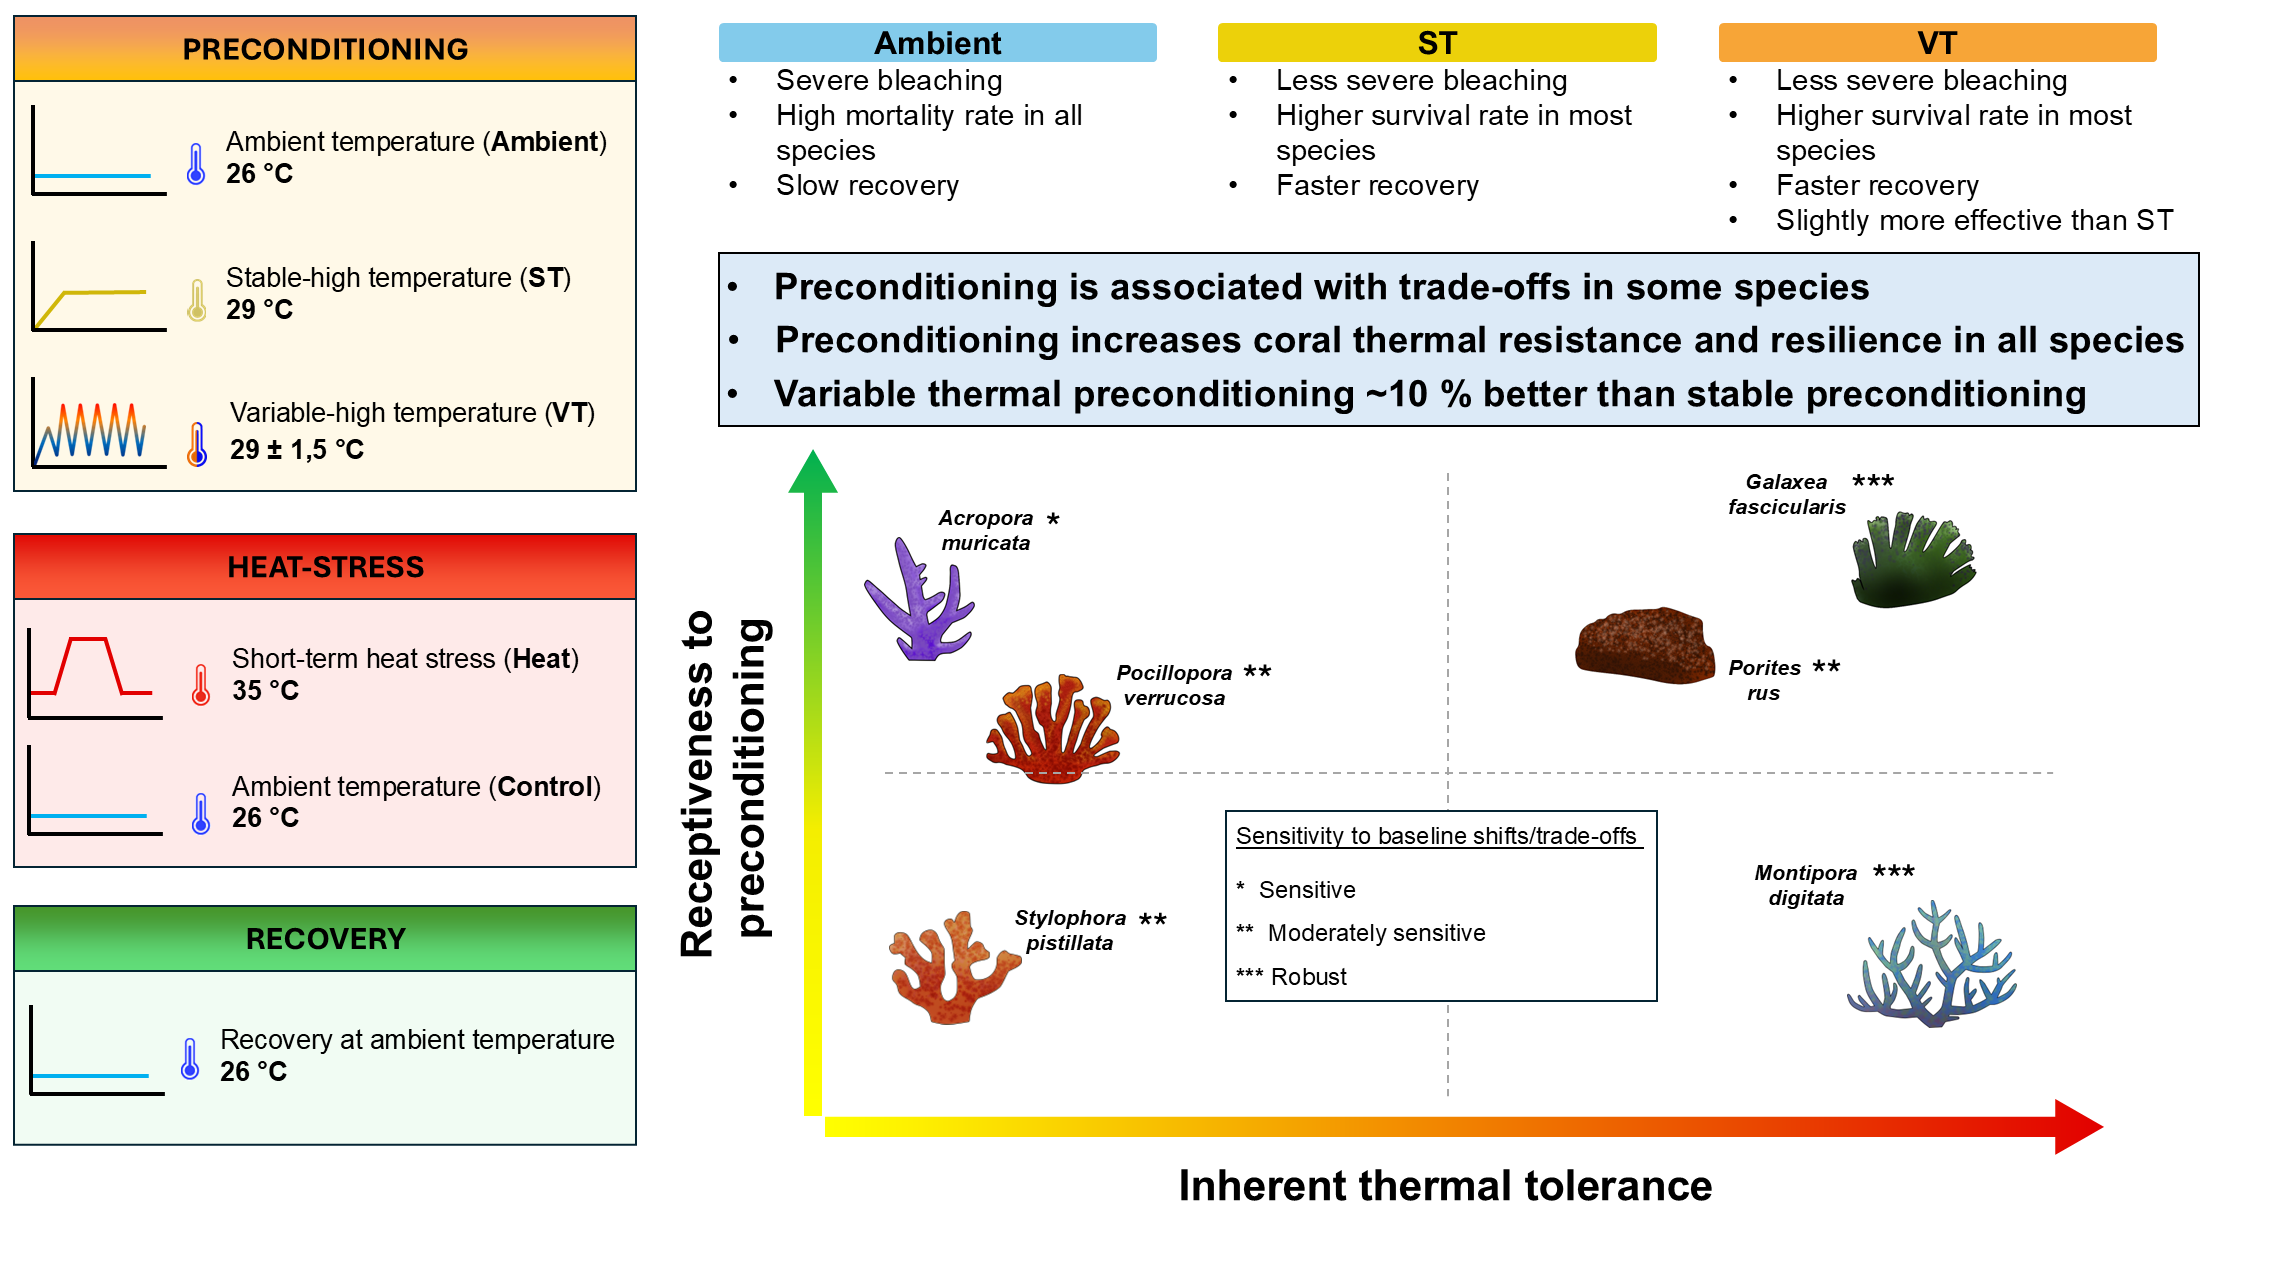 PRECONDITIONING
Ambient temperature (Ambient)
26 °C
Stable-high temperature (ST)
29 °C
Variable-high temperature (VT)
29 ± 1,5 °C
HEAT-STRESS
Short-term heat stress (Heat)
35 °C
Ambient temperature (Control)
26 °C
RECOVERY
Recovery at ambient temperature
26 °C
Ambient
• Severe bleaching
• High mortality rate in all
species
• Slow recovery
ST
• Less severe bleaching
• Higher survival rate in most
species
• Faster recovery
VT
• Less severe bleaching
• Higher survival rate in most
species
• Faster recovery
• Slightly more effective than ST
• Preconditioning is associated with trade-offs in some species
• Preconditioning increases coral thermal resistance and resilience in all species
• Variable thermal preconditioning ~10 % better than stable preconditioning
Receptiveness to
preconditioning
Acropora *
muricata
Pocillopora **
verrucosa
Galaxea ***
fascicularis
Porites **
rus
Stylophora **
pistillata
Sensitivity to baseline shifts/trade-offs
* Sensitive
** Moderately sensitive
*** Robust
Montipora ***
digitata
Inherent thermal tolerance